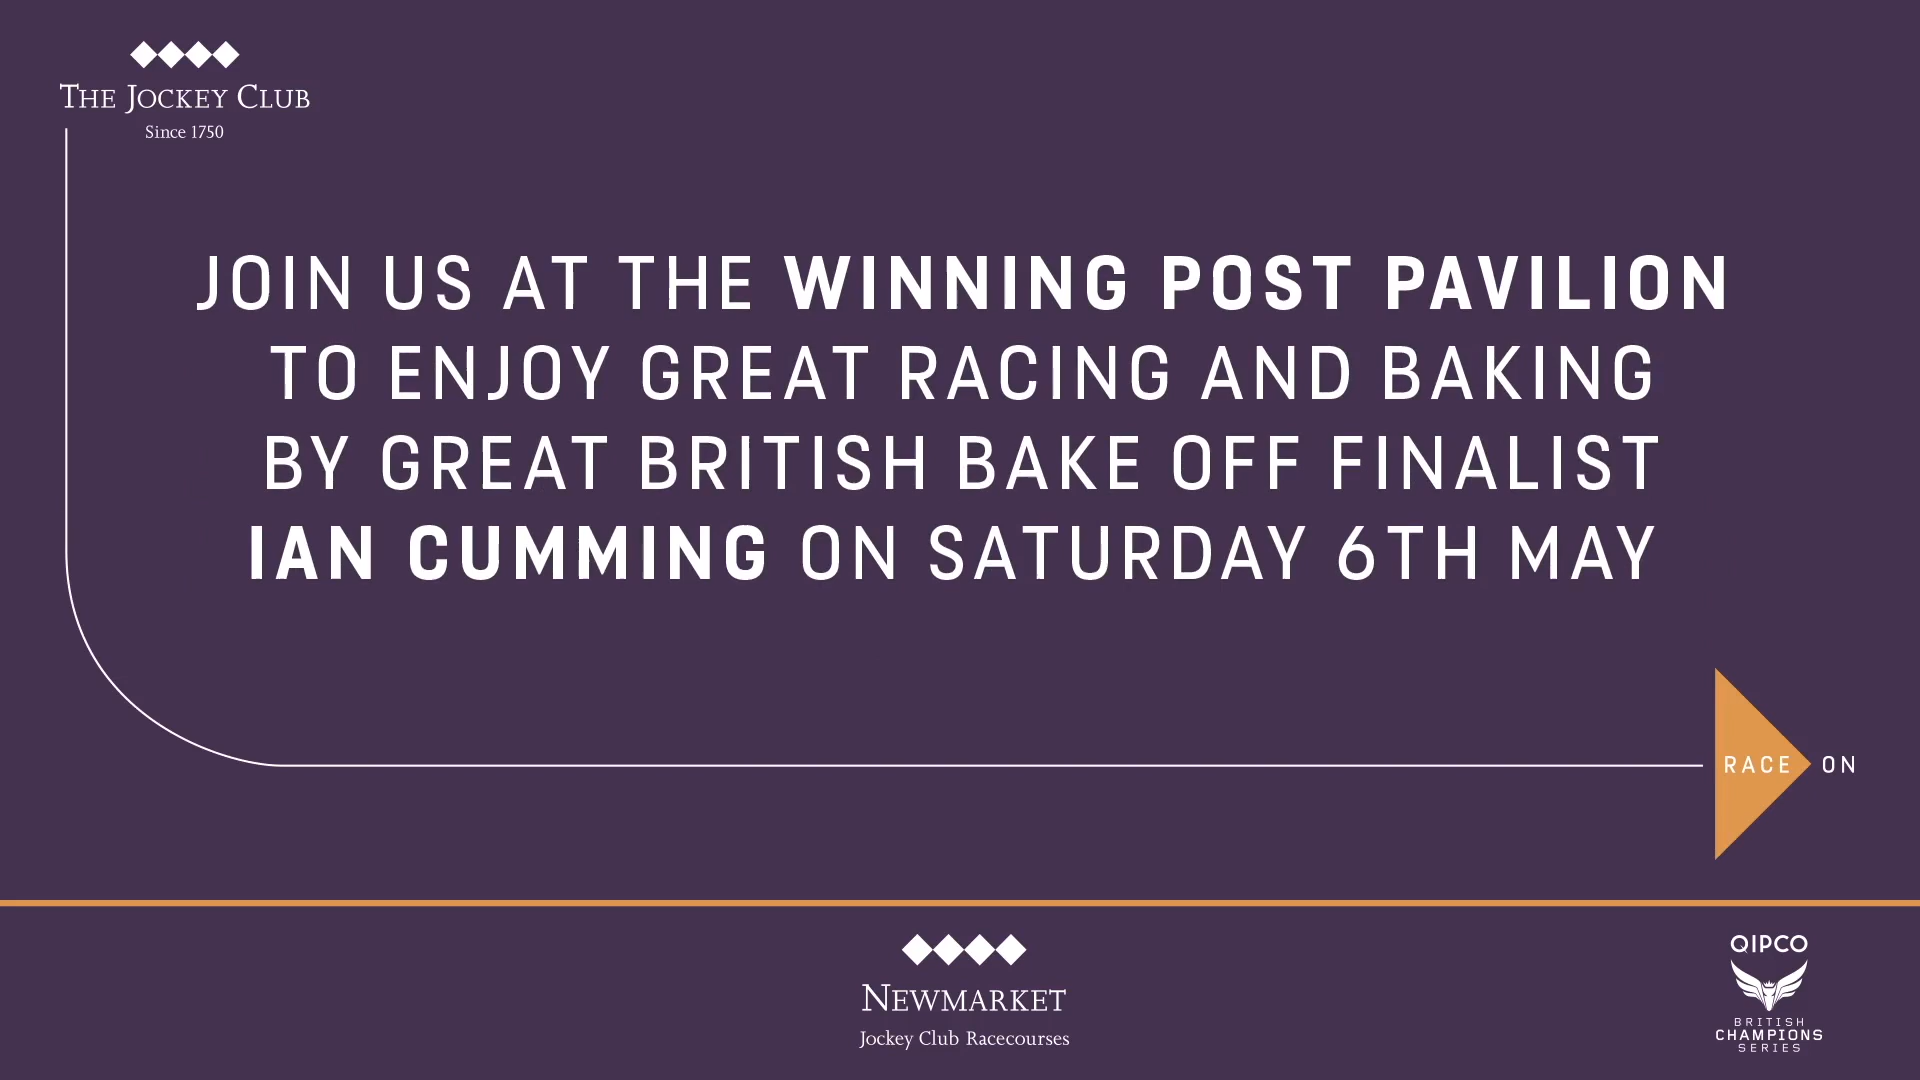 THE JOCKEY CLUB
Since 1750
JOIN US AT THE WINNING POST PAVILION
TO ENJOY GREAT RACING AND BAKING
BY GREAT BRITISH BAKE OFF FINALIST
IAN CUMMING ON SATURDAY 6TH MAY
RACE ON
NEWMARKET
Jockey Club Racecourses
QIPCO
BRITISH
CHAMPIONS
SERIES